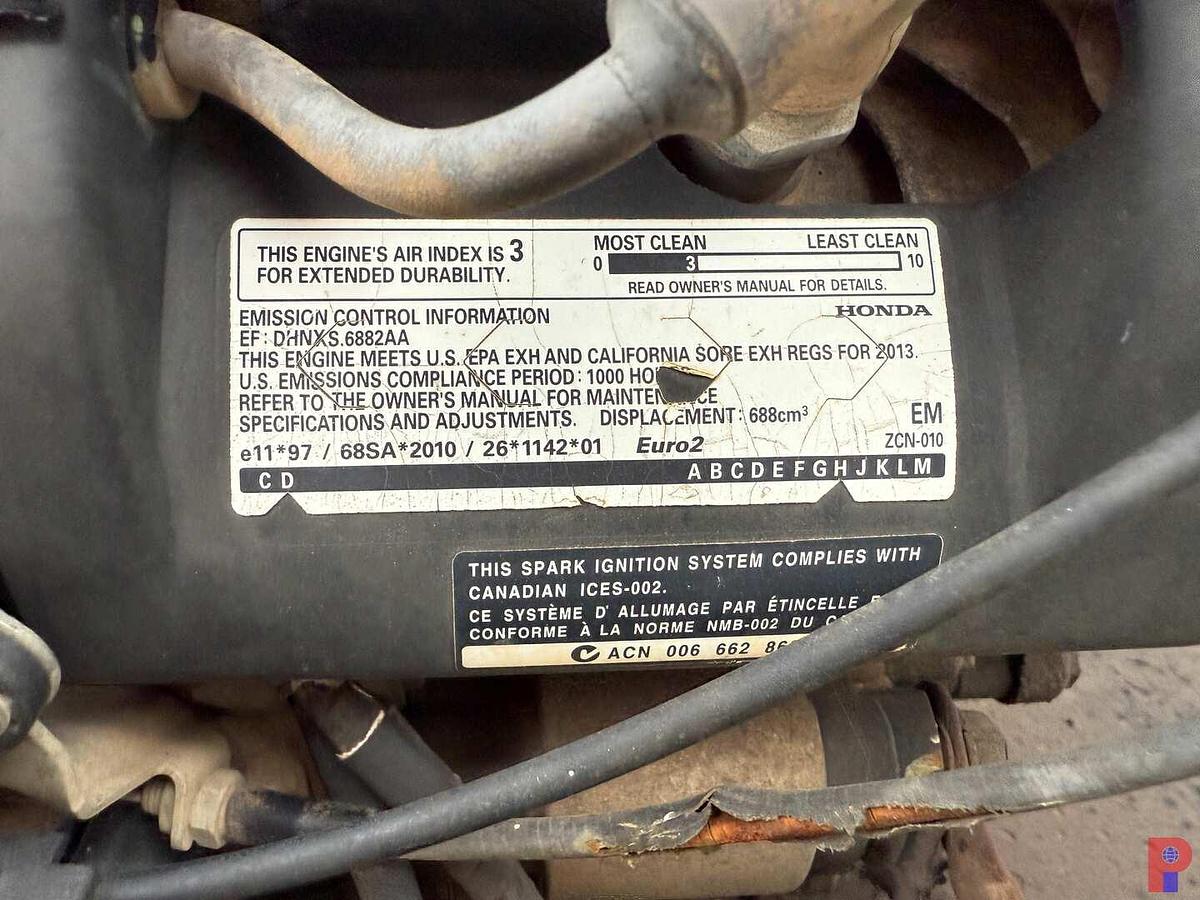 THIS ENGINE'S AIR INDEX IS 3
FOR EXTENDED DURABILITY.
MOST CLEAN LEAST CLEAN
0 3 10
READ OWNER'S MANUAL FOR DETAILS.
EMISSION CONTROL INFORMATION HONDA
EF: DHNXS.6882AA
THIS ENGINE MEETS U.S. EPA EXH AND CALIFORNIA SORE EXH REGS FOR 2013.
U.S. EMISSIONS COMPLIANCE PERIOD: 1000
REFER TO THE OWNER'S MANUAL FOR
SPECIFICATIONS AND ADJUSTMENTS. DISPLACEMENT: 688cm³ EM
e11*97 / 68SA*2010 / 26*1142*01 Euro2 ZCN-010
C D A B C D E F G H J K L M
THIS SPARK IGNITION SYSTEM COMPLIES WITH
CANADIAN ICES-002.
CE SYSTÈME D'ALLUMAGE PAR ÉTINCELLE
CONFORME À LA NORME NMB-002 DU
ACN 006 662
PI